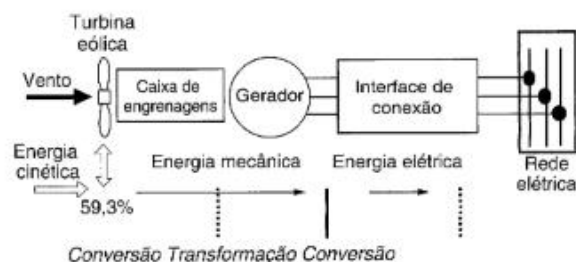 Turbina
eólica
Vento
Caixa de
engrenagens
Gerador
Interface de
conexão
Rede
elétrica
Energia
cinética
59,3%
Energia mecânica
Energia elétrica
Conversão Transformação Conversão